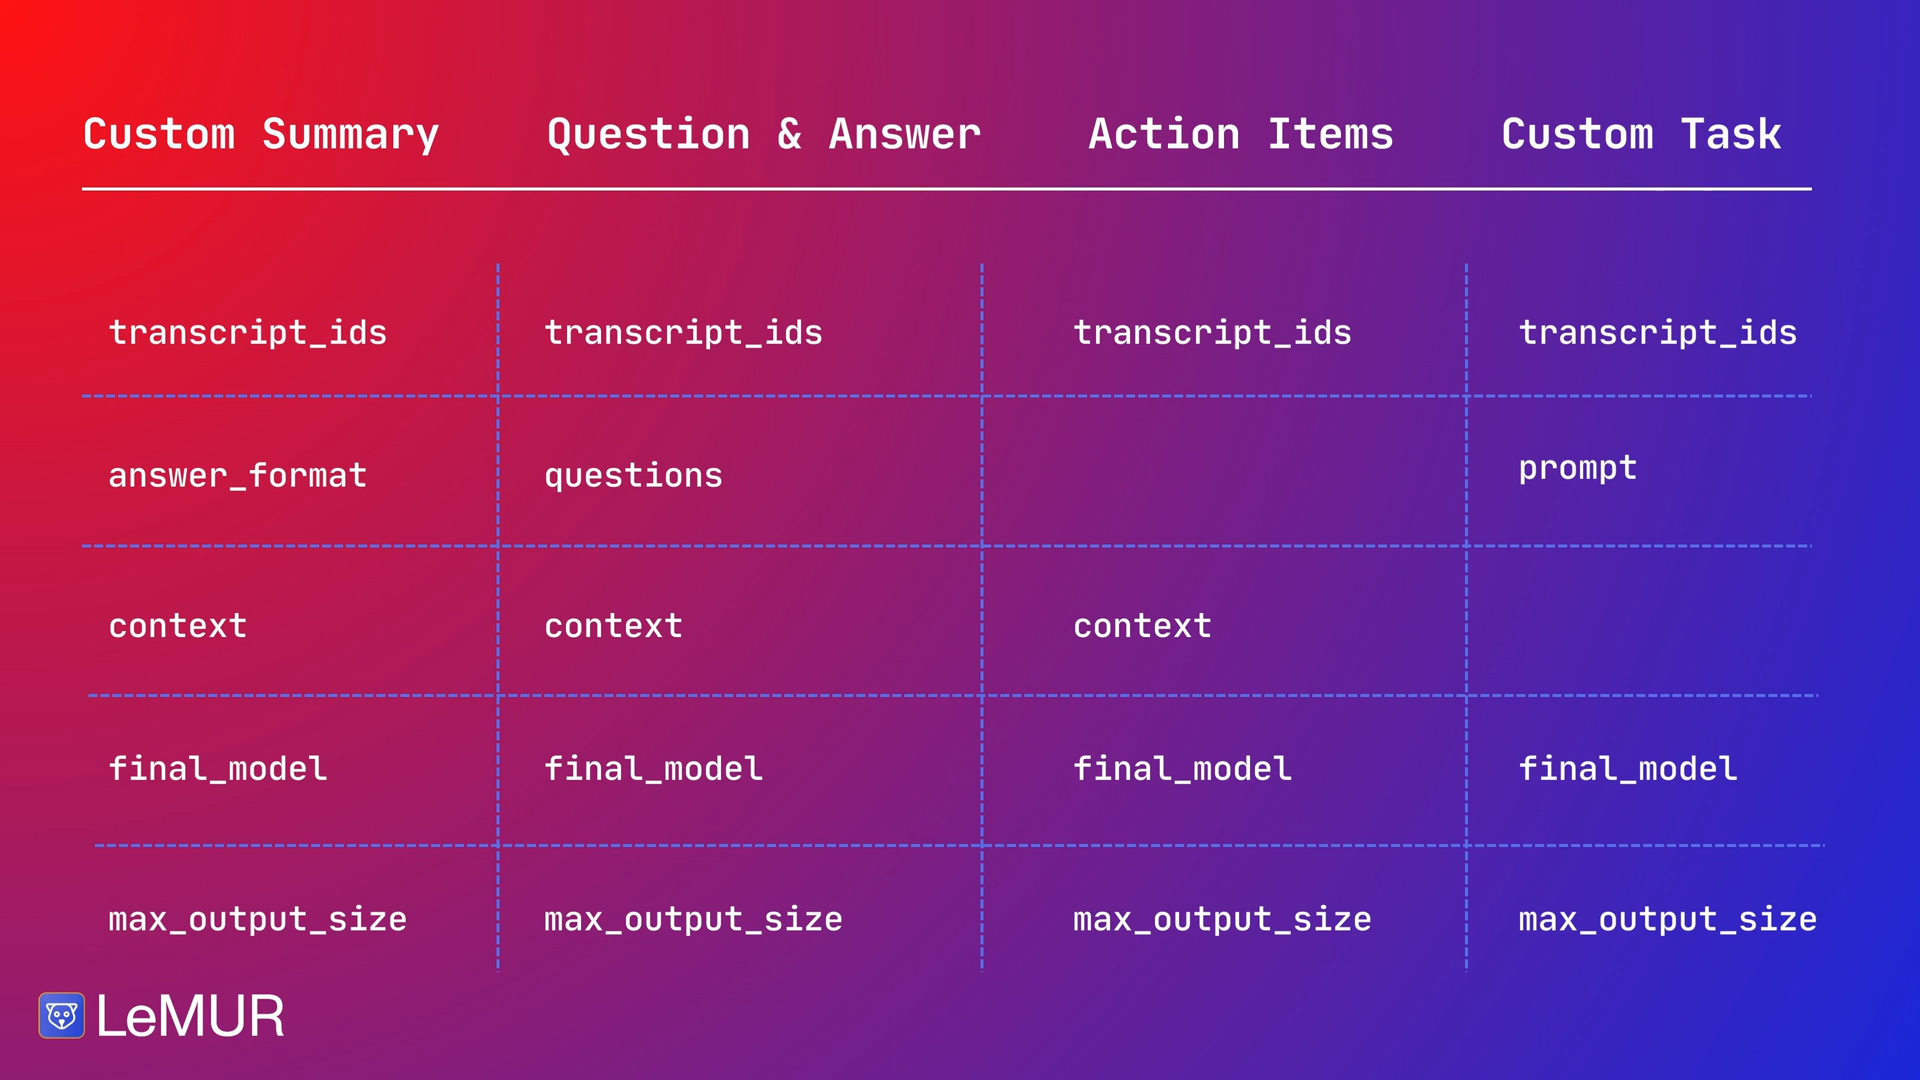 Custom Summary Question & Answer Action Items Custom Task
transcript_ids transcript_ids transcript_ids transcript_ids
answer_format questions prompt
context context context
final_model final_model final_model final_model
max_output_size max_output_size max_output_size max_output_size
LeMUR